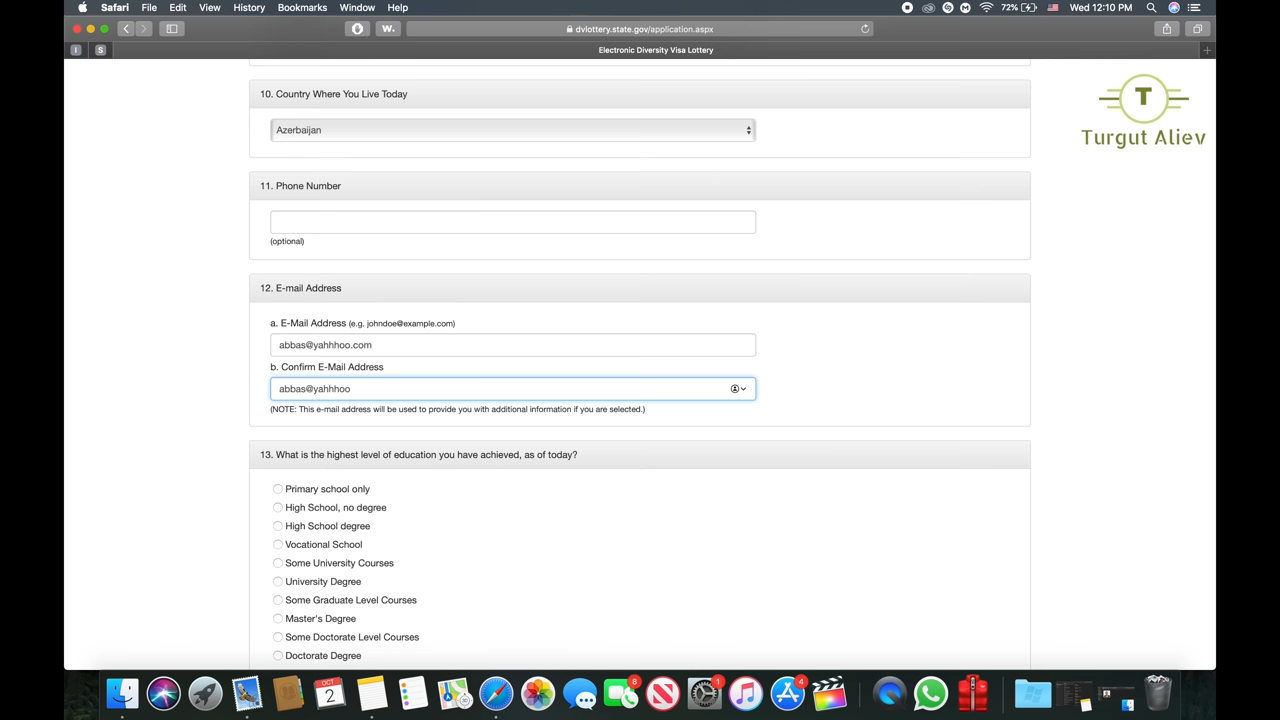 Safari File Edit View History Bookmarks Window Help 72% Wed 12:10 PM
W. dvlottery.state.gov/application.aspx
I S Electronic Diversity Visa Lottery
10. Country Where You Live Today
Azerbaijan
T
Turgut Aliev
11. Phone Number
(optional)
12. E-mail Address
a. E-Mail Address (e.g. johndoe@example.com)
abbas@yahhhoo.com
b. Confirm E-Mail Address
abbas@yahhhoo
(NOTE: This e-mail address will be used to provide you with additional information if you are selected.)
13. What is the highest level of education you have achieved, as of today?
Primary school only
High School, no degree
High School degree
Vocational School
Some University Courses
University Degree
Some Graduate Level Courses
Master's Degree
Some Doctorate Level Courses
Doctorate Degree
OCT
2
8
1
4